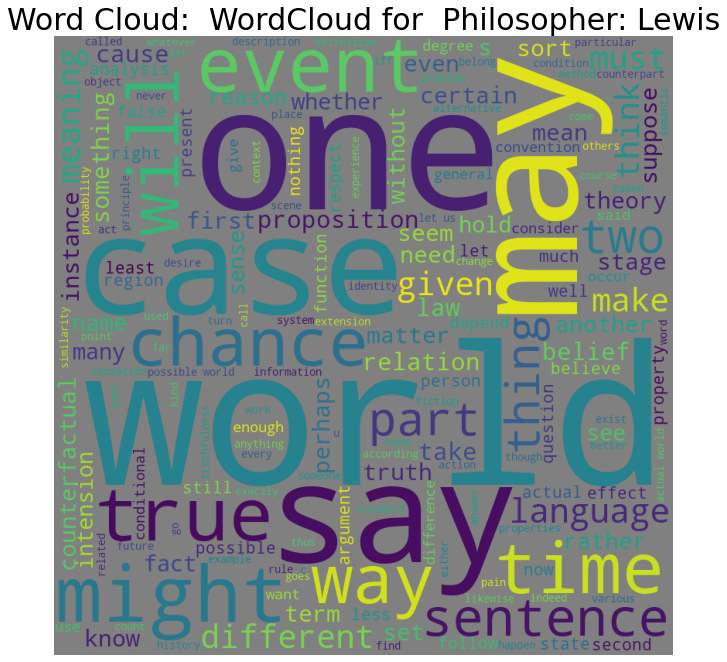 Word Cloud: WordCloud for Philosopher: Lewis
called whatever description degree s sort particular
cause event even must
analysis condition counterpart
object never reason whether certain belong method
meaning will something false alternative think suppose semantic
right present place nothing mean come others
one may convention
probability principle give context experience respect without general course taken
act scene theory said
instance first proposition let us hold consider two
case seem let much stage
least sense function need occur
region desire given change well make
identity law
name call depend another
similarity used turn system extension
point chance matter
many far relation belief property word
possible world information believe
world person thing question
kind fiction see exist
counterfactual intension truthfulness work enough perhaps part take better
anything according though actual world
every someone truth action
still exactly difference actual effect
true say language
conditional argument properties rather
related go future possible thus either
fact example way time now
might rule c pain
goes likewise indeed various
want term less sentence
use count set follow
know history different find happen state second